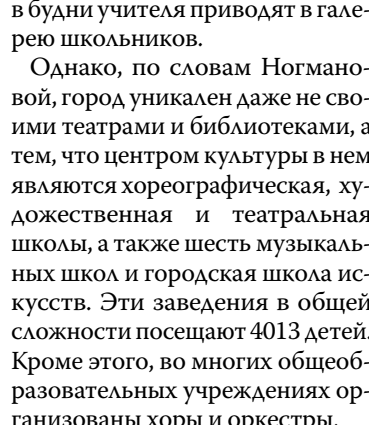 в будни учителя приводят в гале-
рею школьников.
Однако, по словам Ногмано-
вой, город уникален даже не сво-
ими театрами и библиотеками, а
тем, что центром культуры в нем
являются хореографическая, ху-
дожественная и театральная
школы, а также шесть музыкаль-
ных школ и городская школа ис-
кусств. Эти заведения в общей
сложности посещают 4013 детей.
Кроме этого, во многих общеоб-
разовательных учреждениях ор-
ганизованы хоры и оркестры.